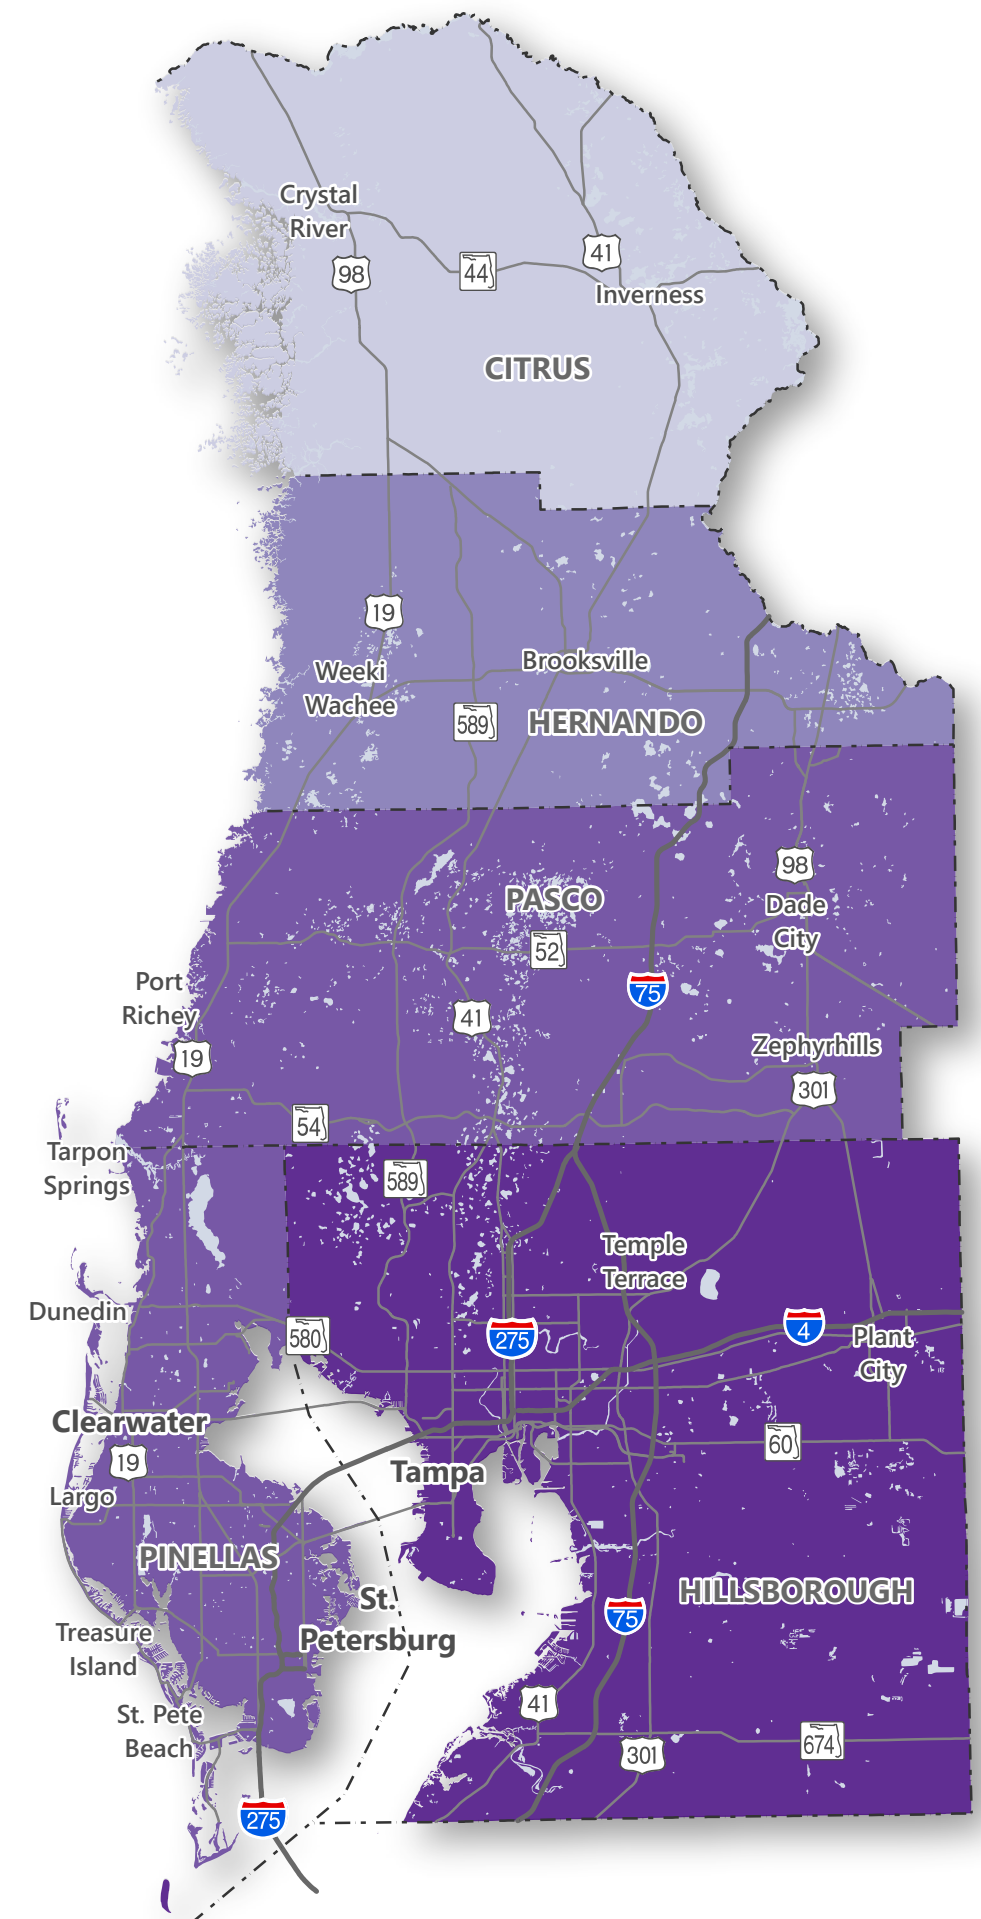 Crystal
River
41
98
44
Inverness
CITRUS
19
Brooksville
Weeki
Wachee
589
HERNANDO
98
PASCO
Dade
City
52
Port
Richey
75
41
19
Zephyrhills
301
54
Tarpon
Springs
589
Temple
Terrace
Dunedin
580
275
4
Plant
City
Clearwater
19
60
Tampa
Largo
PINELLAS
HILLSBOROUGH
St.
Petersburg
75
Treasure
Island
41
St. Pete
Beach
301
674
275